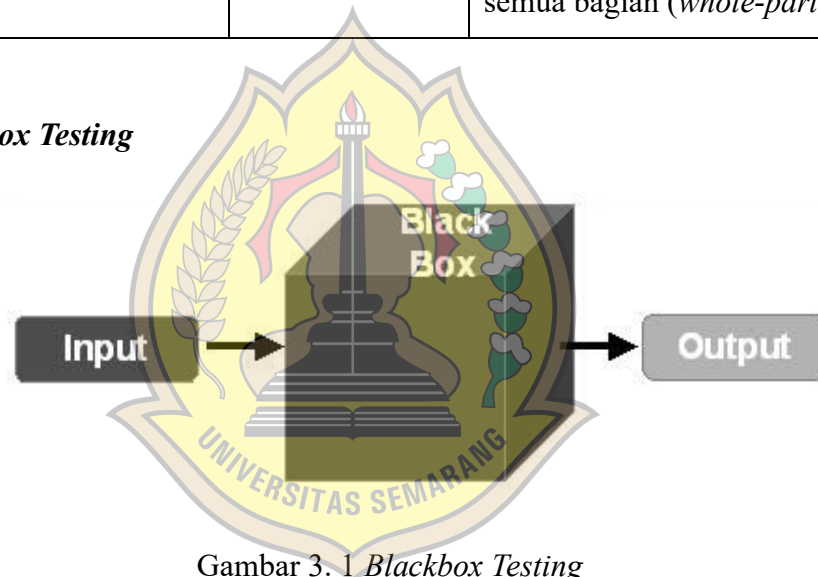 semua bagian (whole-part
ox Testing
Black
Box
Input
Output
UNIVERSITAS SEMARANG
Gambar 3. 1 Blackbox Testing